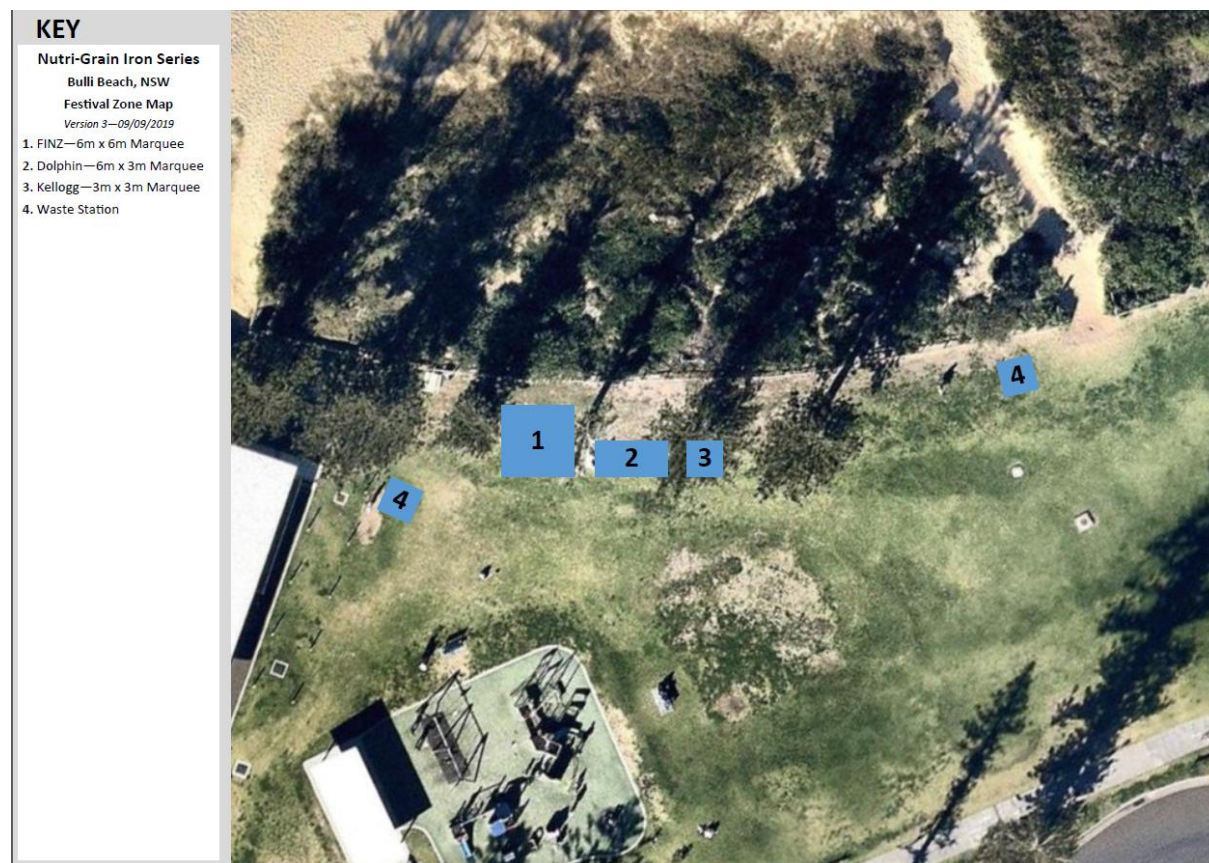 KEY
Nutri-Grain Iron Series
Bulli Beach, NSW
Festival Zone Map
Version 3—09/09/2019
1. FINZ—6m x 6m Marquee
2. Dolphin—6m x 3m Marquee
3. Kellogg—3m x 3m Marquee
4. Waste Station
4
1
2
3
4